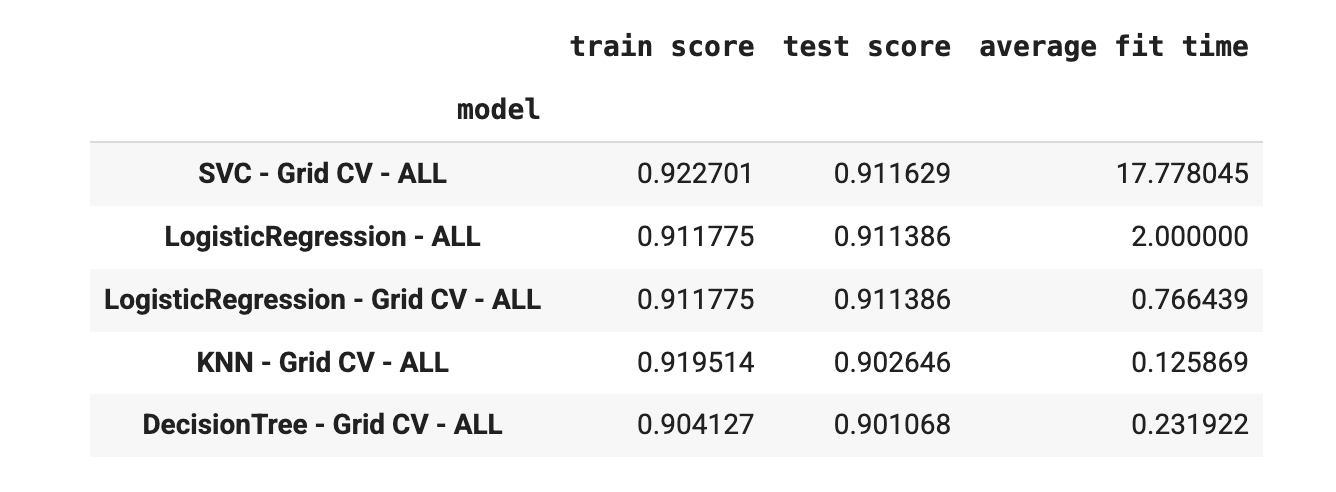 train score test score average fit time
model
SVC - Grid CV - ALL 0.922701 0.911629 17.778045
LogisticRegression - ALL 0.911775 0.911386 2.000000
LogisticRegression - Grid CV - ALL 0.911775 0.911386 0.766439
KNN - Grid CV - ALL 0.919514 0.902646 0.125869
DecisionTree - Grid CV - ALL 0.904127 0.901068 0.231922